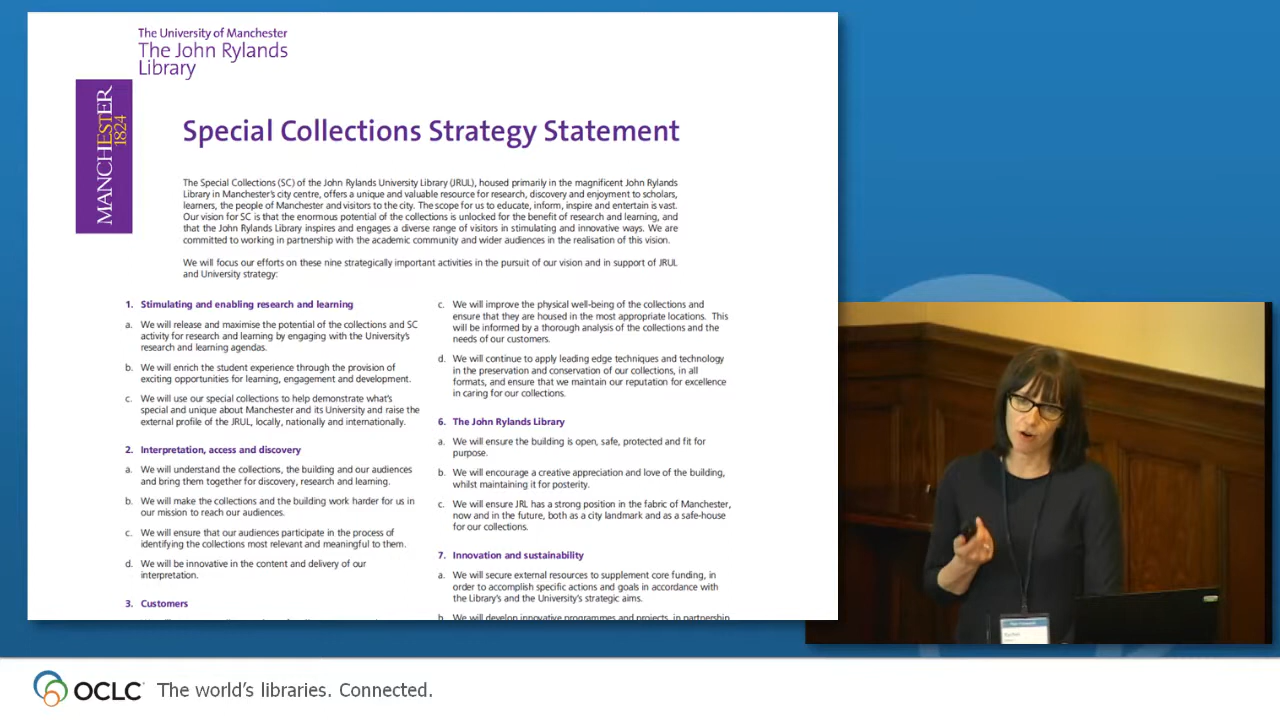 The University of Manchester
The John Rylands
Library
MANCHESTER
1824
Special Collections Strategy Statement
The Special Collections (SC) of the John Rylands University Library (JRUL), housed primarily in the magnificent John Rylands
Library in Manchester's city centre, offers a unique and valuable resource for research, discovery and enjoyment to scholars,
learners, the people of Manchester and visitors to the city. The scope for us to educate, inform, inspire and entertain is vast.
Our vision for SC is that the enormous potential of the collections is unlocked for the benefit of research and learning, and
that the John Rylands Library inspires and engages a diverse range of visitors in stimulating and innovative ways. We are
committed to working in partnership with the academic community and wider audiences in the realisation of this vision.
We will focus our efforts on these nine strategically important activities in the pursuit of our vision and in support of JRUL
and University strategy:
1. Stimulating and enabling research and learning
a. We will release and maximise the potential of the collections and SC
activity for research and learning by engaging with the University's
research and learning agendas.
b. We will enrich the student experience through the provision of
exciting opportunities for learning, engagement and development.
c. We will use our special collections to help demonstrate what's
special and unique about Manchester and its University and raise the
external profile of the JRUL, locally, nationally and internationally.
2. Interpretation, access and discovery
a. We will understand the collections, the building and our audiences
and bring them together for discovery, research and learning.
b. We will make the collections and the building work harder for us in
our mission to reach our audiences.
c. We will ensure that our audiences participate in the process of
identifying the collections most relevant and meaningful to them.
d. We will be innovative in the content and delivery of our
interpretation.
3. Customers
c. We will improve the physical well-being of the collections and
ensure that they are housed in the most appropriate locations. This
will be informed by a thorough analysis of the collections and the
needs of our customers.
d. We will continue to apply leading edge techniques and technology
in the preservation and conservation of our collections, in all
formats, and ensure that we maintain our reputation for excellence
in caring for our collections.
6. The John Rylands Library
a. We will ensure the building is open, safe, protected and fit for
purpose.
b. We will encourage a creative appreciation and love of the building,
whilst maintaining it for posterity.
c. We will ensure JRL has a strong position in the fabric of Manchester,
now and in the future, both as a city landmark and as a safe-house
for our collections.
7. Innovation and sustainability
a. We will secure external resources to supplement core funding, in
order to accomplish specific actions and goals in accordance with
the Library's and the University's strategic aims.
b. We will develop innovative programmes and projects, in partnership
OCLC The world's libraries. Connected.